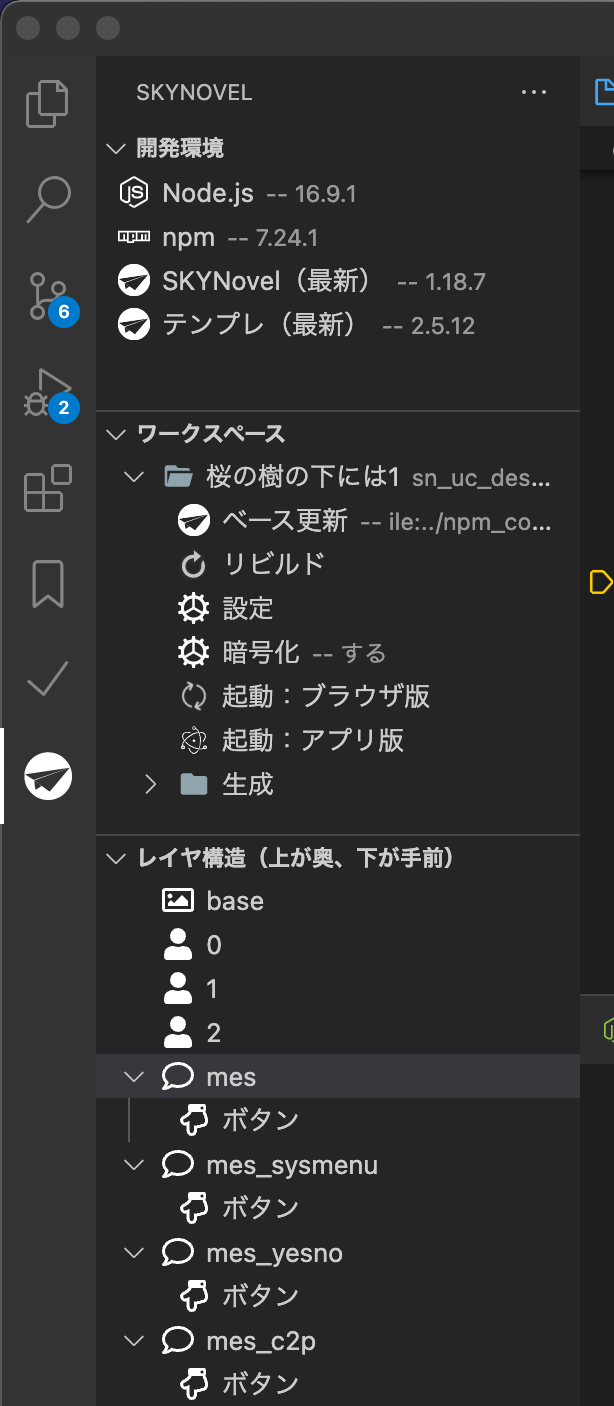 SKYNOVEL
開発環境
Node.js -- 16.9.1
npm -- 7.24.1
SKYNovel（最新） -- 1.18.7
テンプレ（最新） -- 2.5.12
6
2
ワークスペース
桜の樹の下には1 sn_uc_des...
ベース更新 -- ile:../npm_co...
リビルド
設定
暗号化 -- する
起動：ブラウザ版
起動：アプリ版
生成
レイヤ構造（上が奥、下が手前）
base
0
1
2
mes
ボタン
mes_sysmenu
ボタン
mes_yesno
ボタン
mes_c2p
ボタン